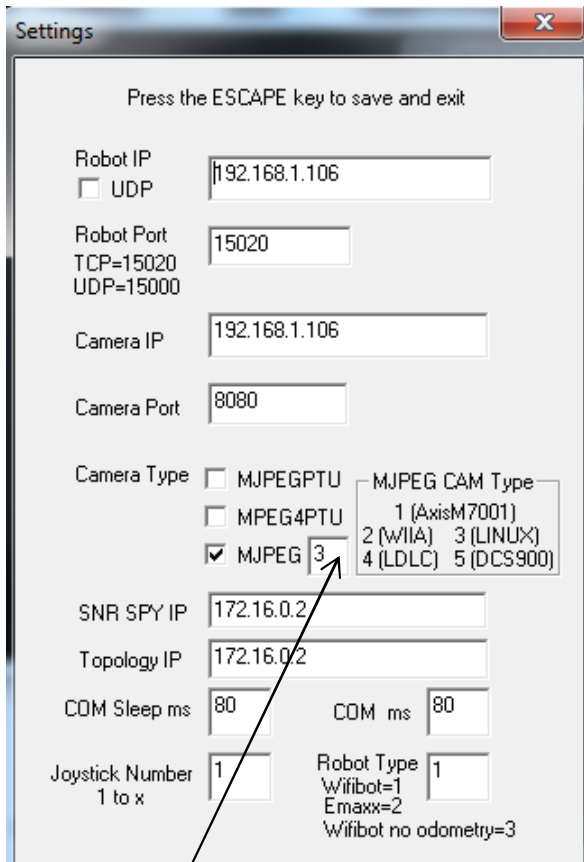 Settings
Press the ESCAPE key to save and exit
Robot IP
UDP
192.168.1.106
Robot Port
TCP=15020
UDP=15000
15020
Camera IP
192.168.1.106
Camera Port
8080
Camera Type
MJPEGPTU
MPEG4PTU
MJPEG 3
MJPEG CAM Type
1 (AxisM7001)
2 (WIIA) 3 (LINUX)
4 (LDLC) 5 (DCS900)
SNR SPY IP 172.16.0.2
Topology IP 172.16.0.2
COM Sleep ms 80
COM ms 80
Joystick Number
1 to x
1
Robot Type
Wifibot=1
Emaxx=2
Wifibot no odometry=3
1